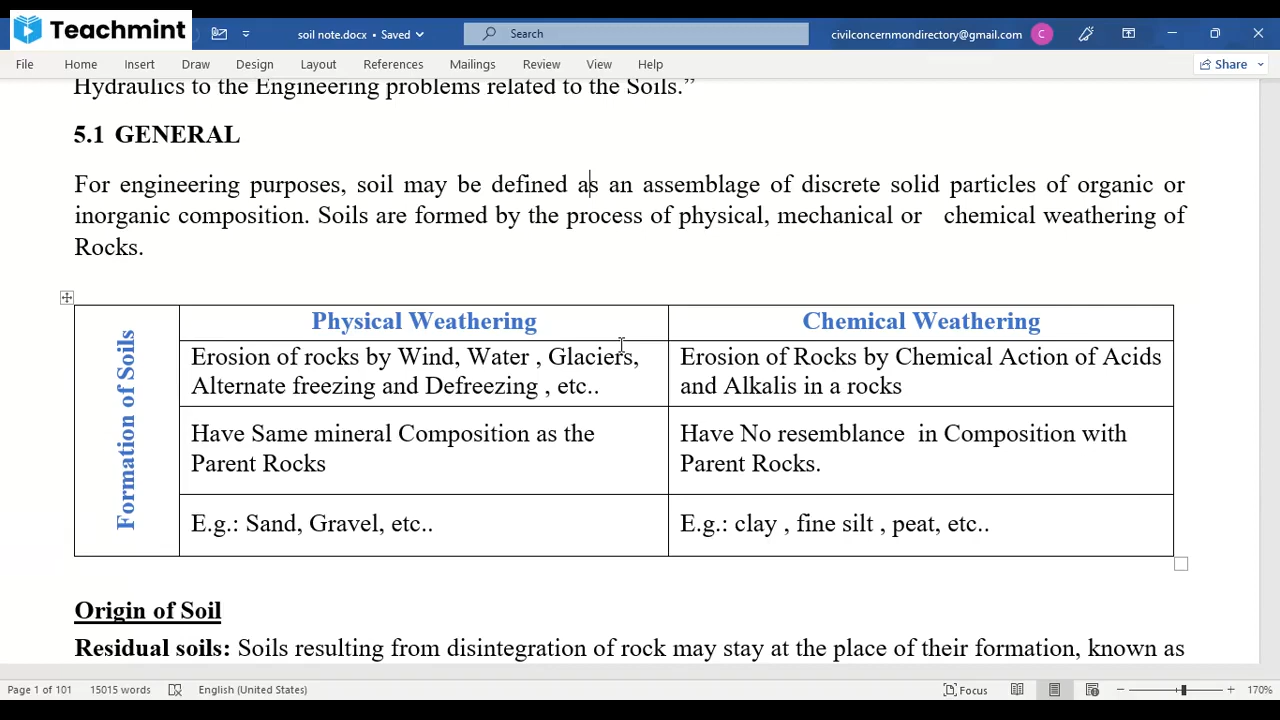 Teachmint
soil note.docx • Saved
Search
civilconcernmondirectory@gmail.com
C
File Home Insert Draw Design Layout References Mailings Review View Help
Share
Hydraulics to the Engineering problems related to the Soils.”
5.1 GENERAL
For engineering purposes, soil may be defined as an assemblage of discrete solid particles of organic or
inorganic composition. Soils are formed by the process of physical, mechanical or chemical weathering of
Rocks.
Formation of Soils
Physical Weathering
Chemical Weathering
Erosion of rocks by Wind, Water , Glaciers,
Alternate freezing and Defreezing , etc..
Erosion of Rocks by Chemical Action of Acids
and Alkalis in a rocks
Have Same mineral Composition as the
Parent Rocks
Have No resemblance in Composition with
Parent Rocks.
E.g.: Sand, Gravel, etc..
E.g.: clay , fine silt , peat, etc..
Origin of Soil
Residual soils: Soils resulting from disintegration of rock may stay at the place of their formation, known as
Page 1 of 101 15015 words English (United States)
Focus
170%